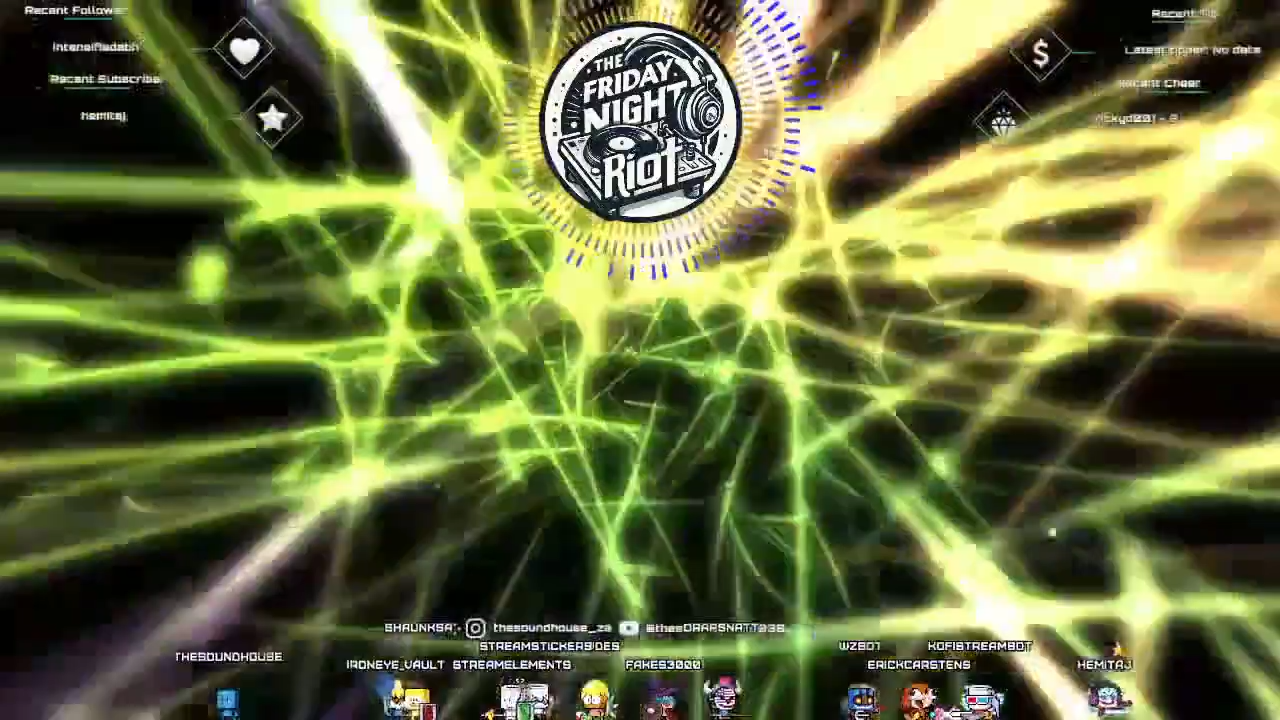 Recent Follower
Recent Subscriber
hemitaj
THE
FRIDAY
NIGHT
RIOT
Recent Tip
Latest tipper: No data
Recent Cheer
thesoundhouse_za
STREAMSTICKERSIDES
WZBOT
KOFISTREAMBOT
THESOUNDHOUSE
IRONEYE_VAULT
STREAMELEMENTS
FAKES3000
ERICKCARSTENS
HEMITAJ